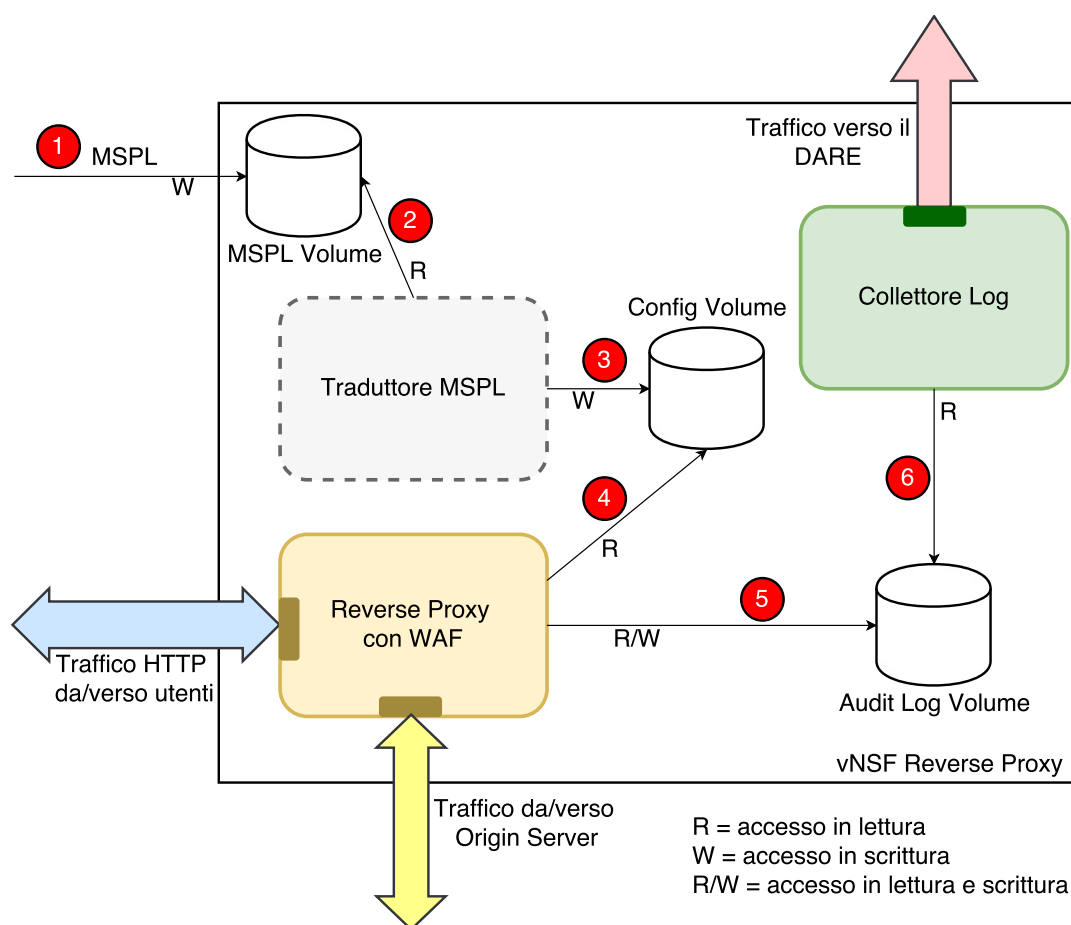 Traffico verso il
DARE
1
MSPL
W
MSPL Volume
2
R
Collettore Log
Config Volume
Traduttore MSPL
3
W
R
4
R
6
5
Reverse Proxy
con WAF
R/W
Traffico HTTP
da/verso utenti
Audit Log Volume
vNSF Reverse Proxy
Traffico da/verso
Origin Server
R = accesso in lettura
W = accesso in scrittura
R/W = accesso in lettura e scrittura